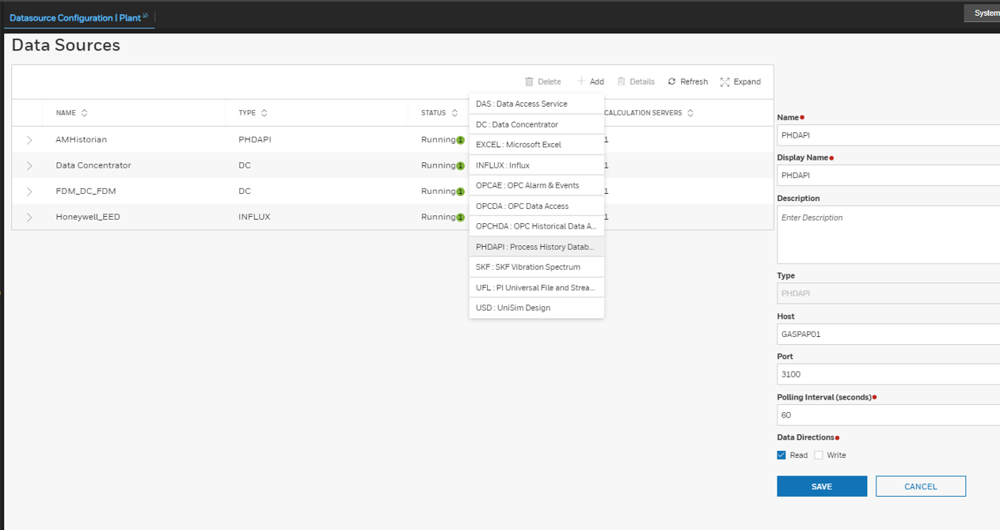 Datasource Configuration | Plant
System
Data Sources
Delete Add Details Refresh Expand
NAME TYPE STATUS CALCULATION SERVERS
AMHistorian PHDAPI Running 1 1
Data Concentrator DC Running 1 1
FDM_DC_FDM DC Running 1 1
Honeywell_EED INFLUX Running 1 1
DAS : Data Access Service
DC : Data Concentrator
EXCEL : Microsoft Excel
INFLUX : Influx
OPCAE : OPC Alarm & Events
OPCDA : OPC Data Access
OPCHDA : OPC Historical Data A...
PHDAPI : Process History Datab...
SKF : SKF Vibration Spectrum
UFL : PI Universal File and Strea...
USD : UniSim Design
Name
PHDAPI
Display Name
PHDAPI
Description
Enter Description
Type
PHDAPI
Host
GASPAP01
Port
3100
Polling Interval (seconds)
60
Data Directions
Read Write
SAVE CANCEL